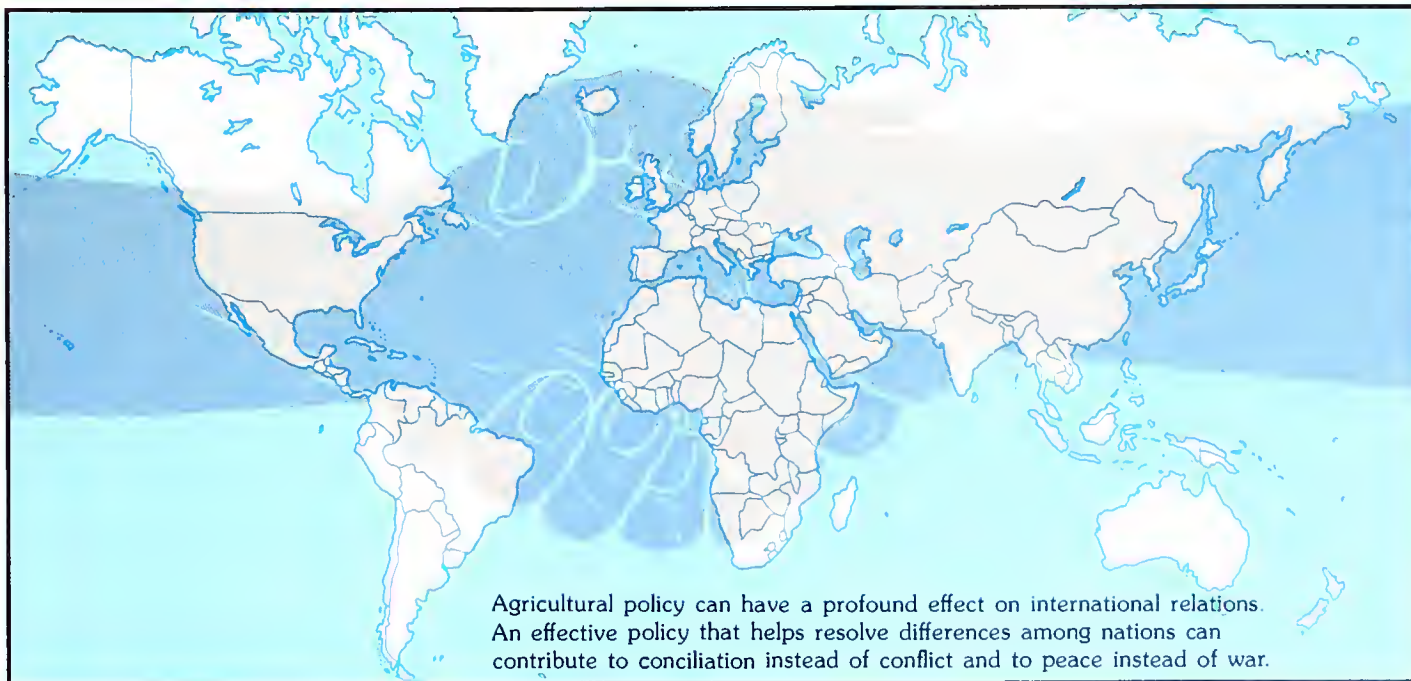 Agricultural policy can have a profound effect on international relations.
An effective policy that helps resolve differences among nations can
contribute to conciliation instead of conflict and to peace instead of war.